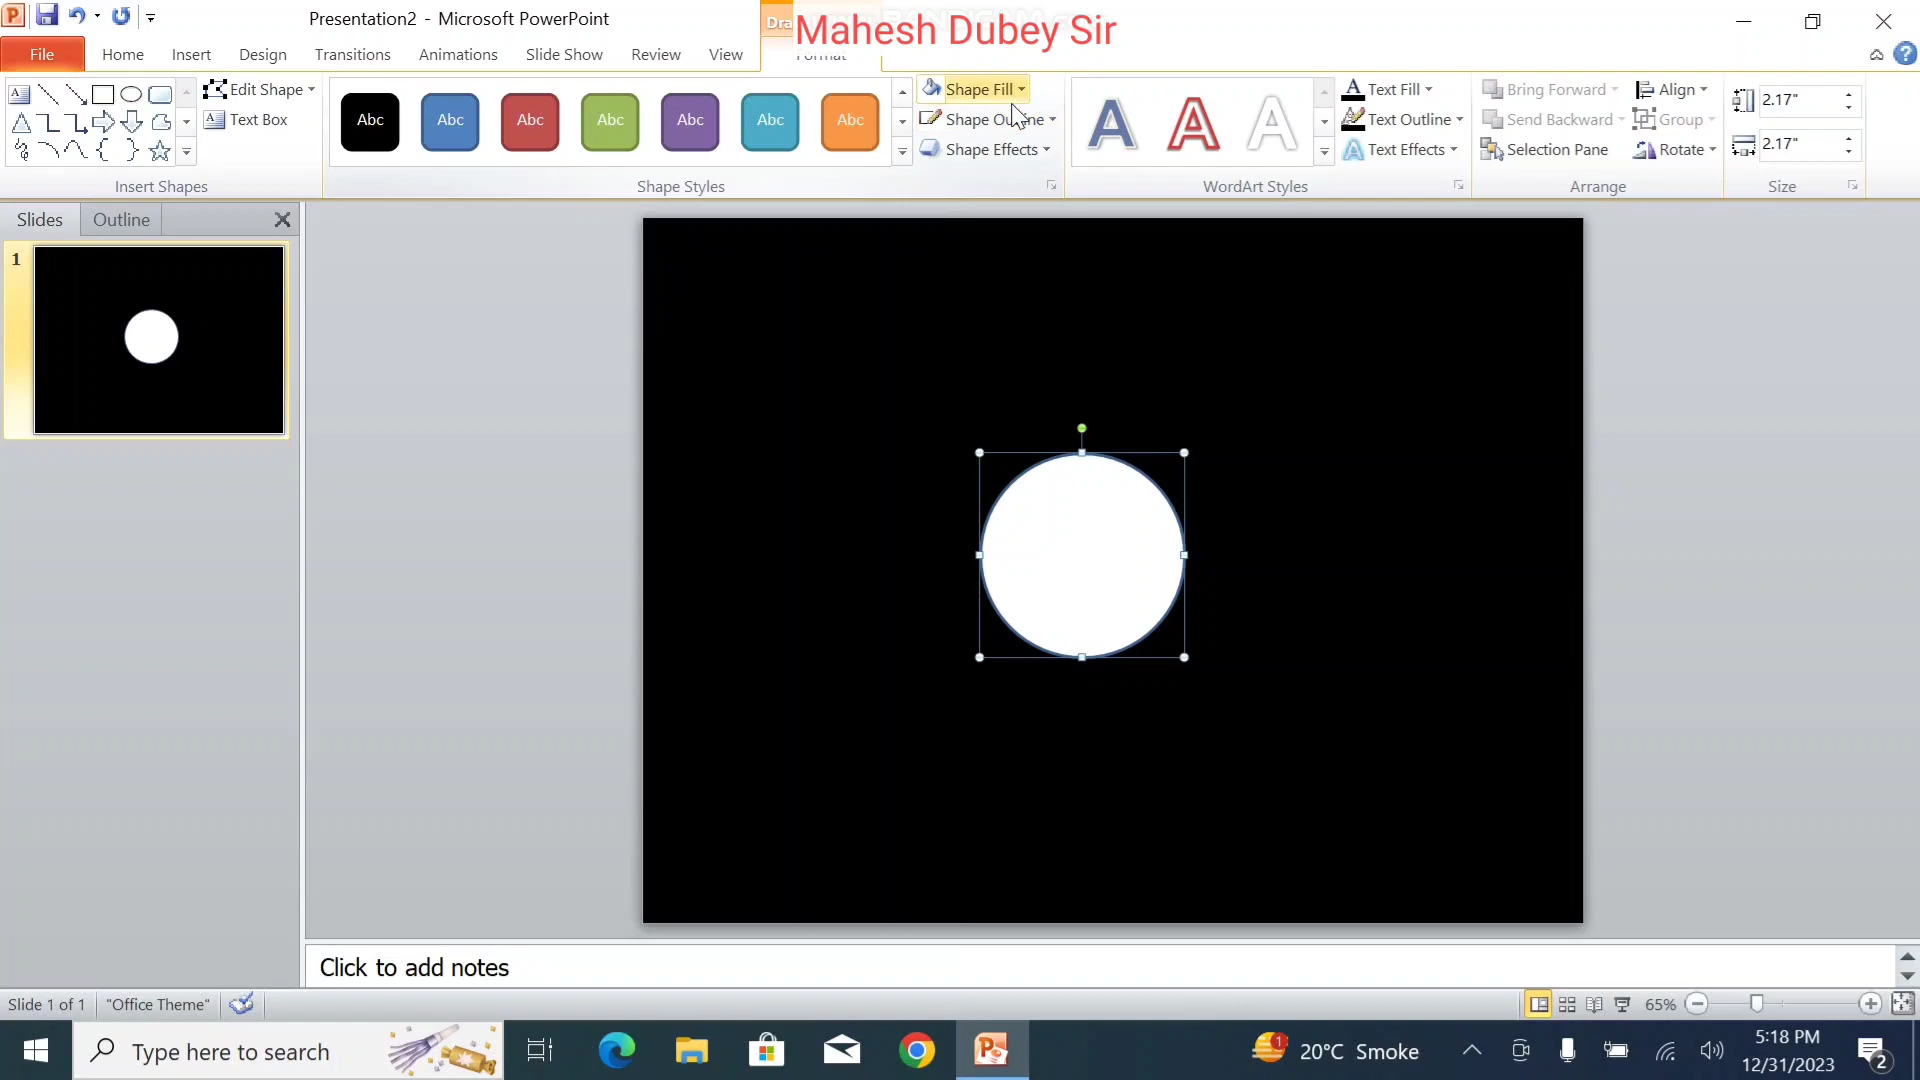 Presentation2 - Microsoft PowerPoint
Dra
Mahesh Dubey Sir
File
Home
Insert
Design
Transitions
Animations
Slide Show
Review
View
Format
Edit Shape
Text Box
Insert Shapes
Abc
Abc
Abc
Abc
Abc
Abc
Abc
Shape Styles
Shape Fill
Shape Outline
Shape Effects
A
A
A
WordArt Styles
Text Fill
Text Outline
Text Effects
Bring Forward
Send Backward
Selection Pane
Align
Group
Rotate
Arrange
2.17"
2.17"
Size
Slides
Outline
1
Click to add notes
Slide 1 of 1
"Office Theme"
65%
Type here to search
1
20°C Smoke
5:18 PM
12/31/2023
2